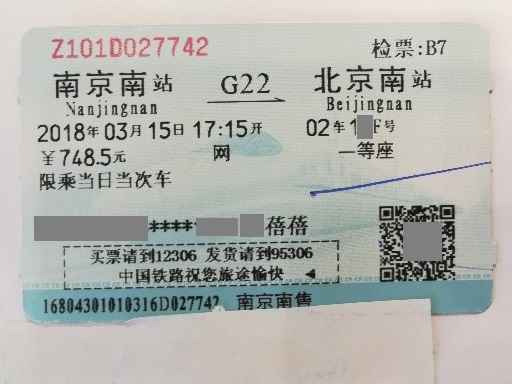 Z101D027742 检票:B7
南京南站 G22 北京南站
Nanjingnan Beijingnan
2018年03月15日17:15开 02车1 F号
¥748.5元 网 一等座
限乘当日当次车
**** 蓓蓓
买票请到12306 发货请到95306
中国铁路祝您旅途愉快
16804301010316D027742 南京南售